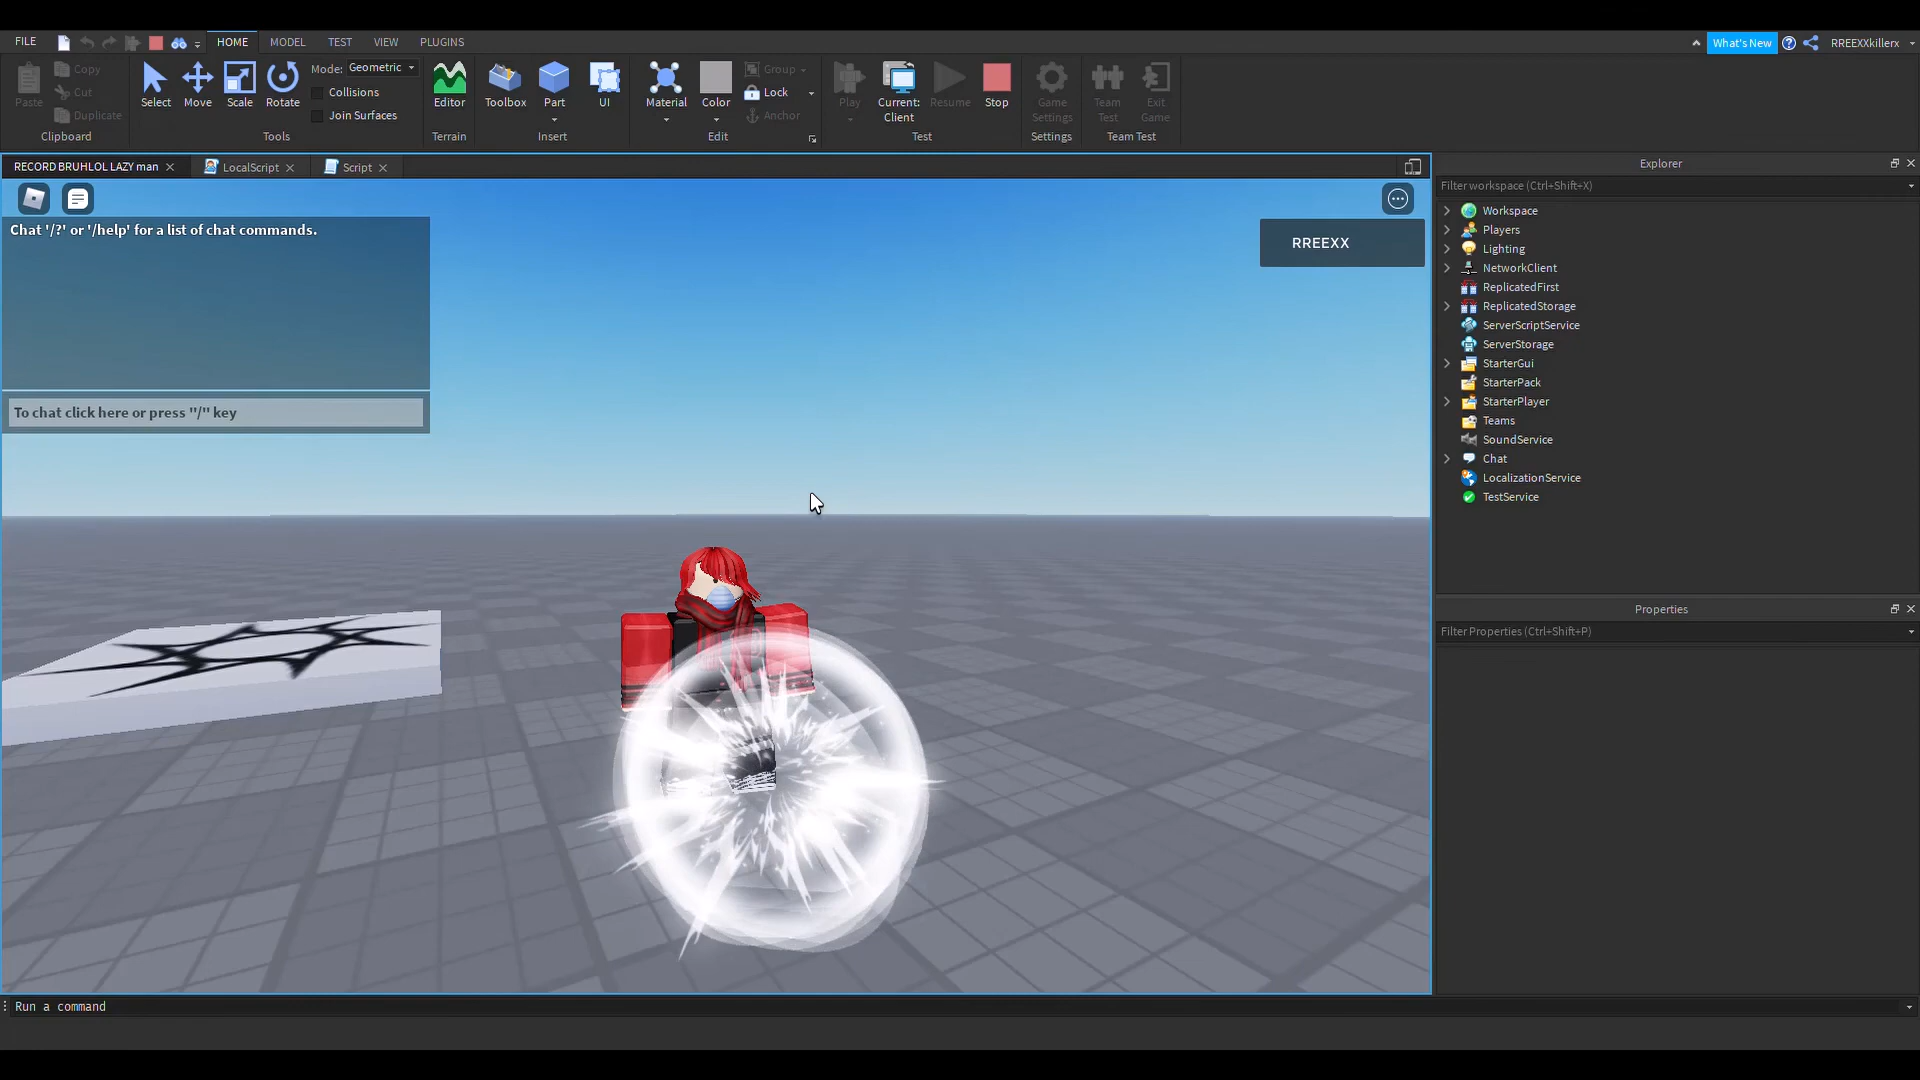 FILE
HOME
MODEL
TEST
VIEW
PLUGINS
What's New
RREEXXkillerx
Paste
Copy
Cut
Duplicate
Clipboard
Select
Move
Scale
Rotate
Mode: Geometric
Collisions
Join Surfaces
Tools
Editor
Terrain
Toolbox
Part
UI
Insert
Material
Color
Group
Lock
Anchor
Edit
Play
Current:
Client
Resume
Stop
Test
Game
Settings
Settings
Team
Test
Exit
Game
Team Test
RECORD BRUHLOL LAZY man
LocalScript
Script
Chat '/?' or '/help' for a list of chat commands.
To chat click here or press "/" key
RREEXX
Explorer
Filter workspace (Ctrl+Shift+X)
Workspace
Players
Lighting
NetworkClient
ReplicatedFirst
ReplicatedStorage
ServerScriptService
ServerStorage
StarterGui
StarterPack
StarterPlayer
Teams
SoundService
Chat
LocalizationService
TestService
Properties
Filter Properties (Ctrl+Shift+P)
Run a command